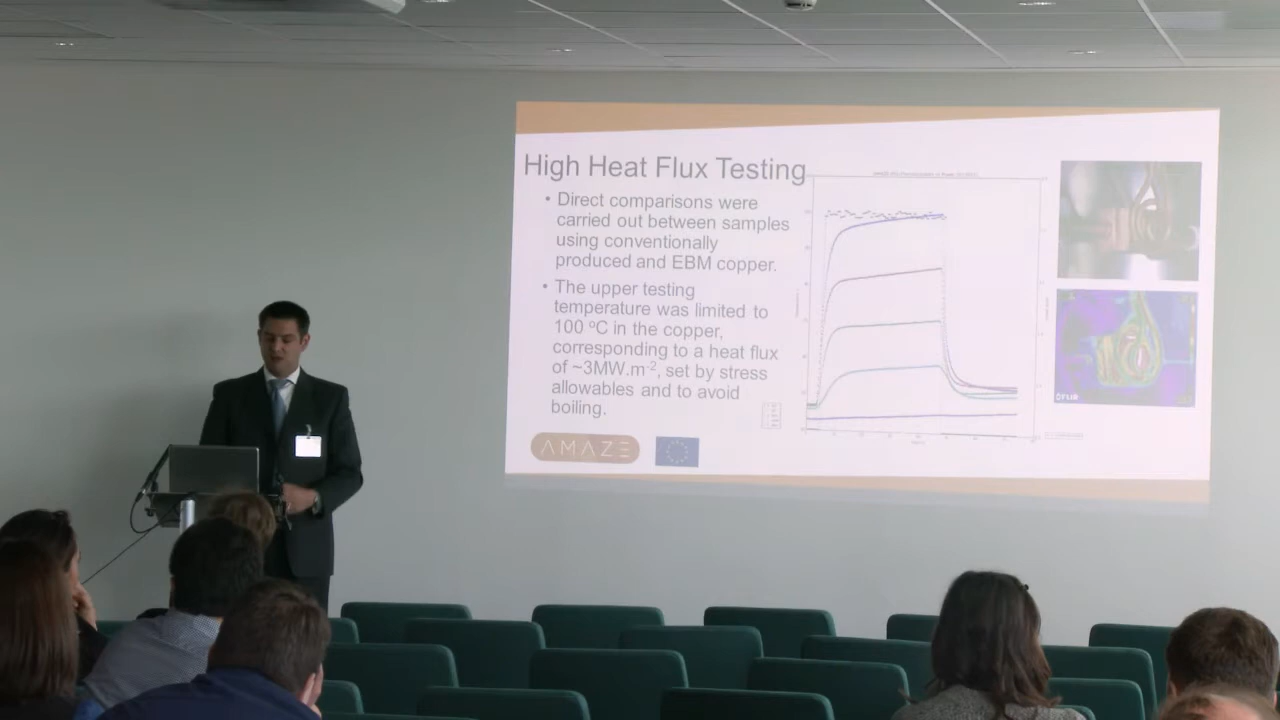 High Heat Flux Testing
• Direct comparisons were
carried out between samples
using conventionally
produced and EBM copper.
• The upper testing
temperature was limited to
100 ºC in the copper,
corresponding to a heat flux
of ~3MW.m⁻², set by stress
allowables and to avoid
boiling.
AMAZE
FLIR